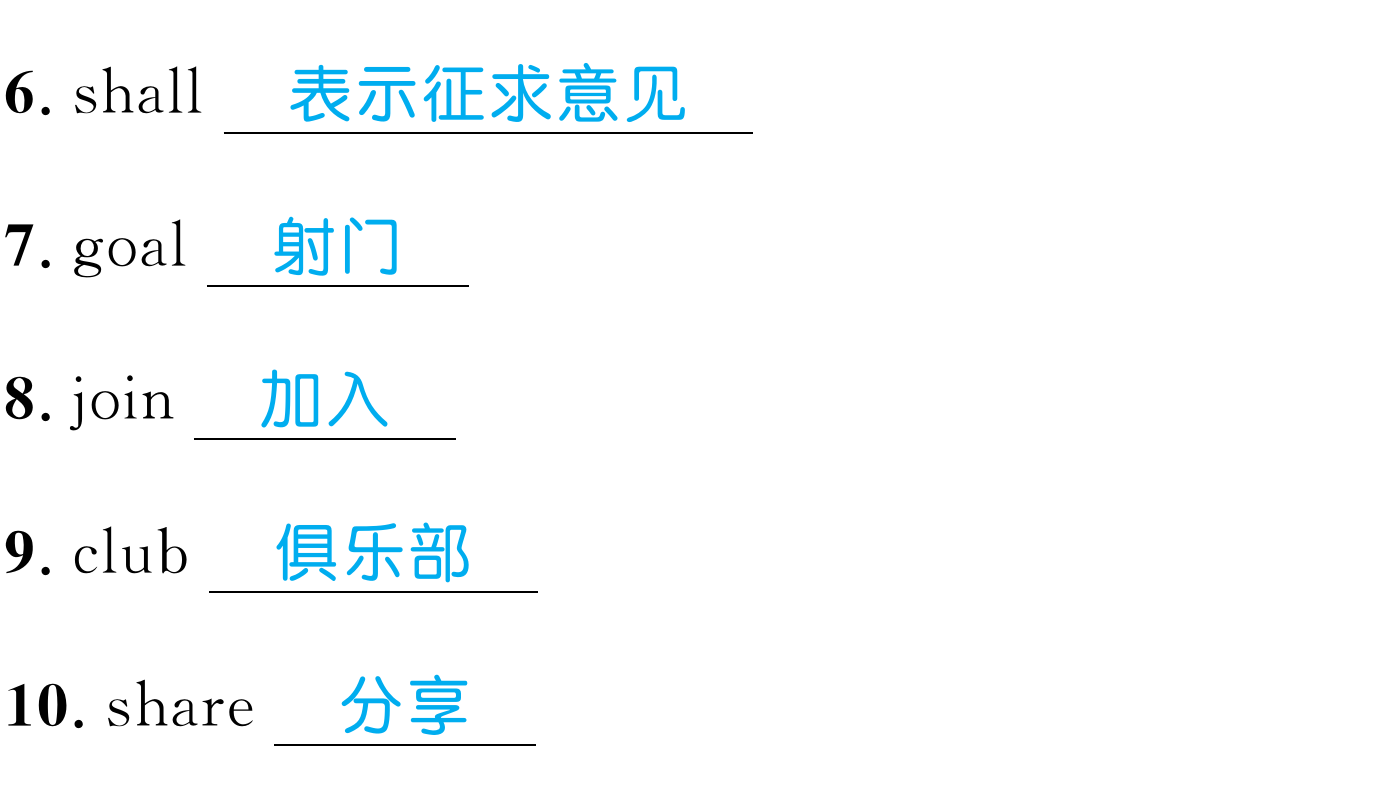 6. shall 表示征求意见
7. goal 射门
8. join 加入
9. club 俱乐部
10. share 分享